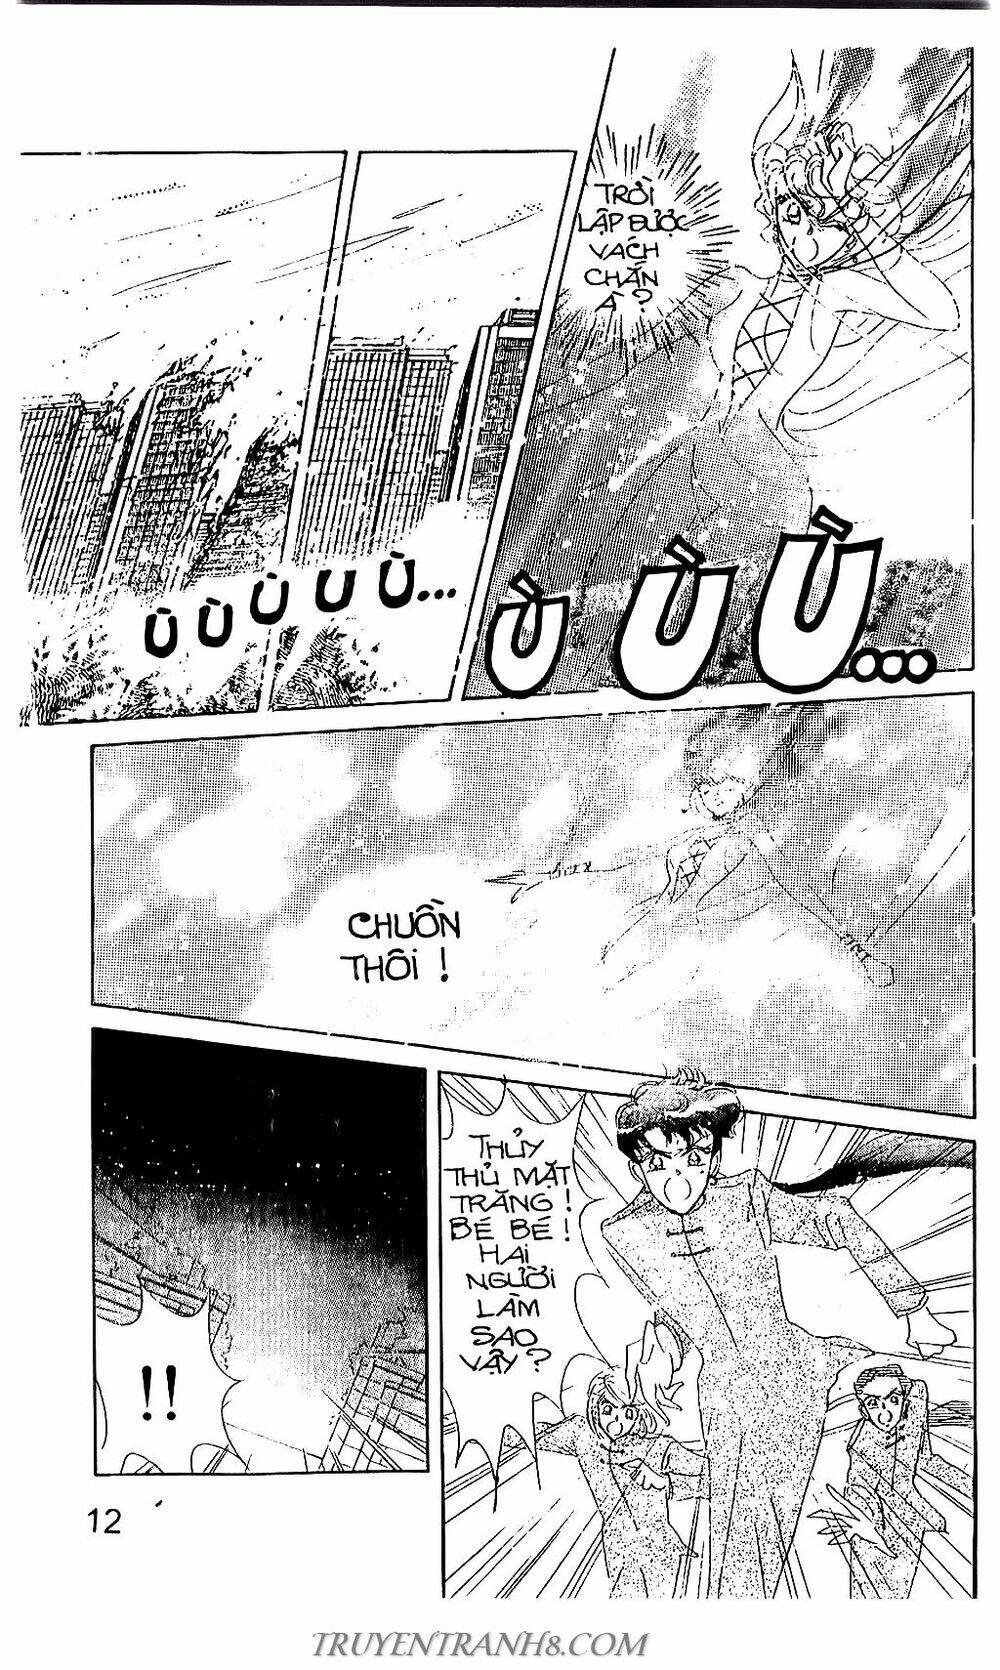 TRỜI
LẬP ĐƯỢC
VÁCH
CHẮN
À ?
Ù Ù Ù...
Ù Ù Ù U Ù...
CHUỒN
THÔI !
THỦY
THỦ MẶT
TRĂNG !
BÉ BÉ !
HAI
NGƯỜI
LÀM
SAO
VẬY ?
!!
12
TRUYENTRANH8.COM